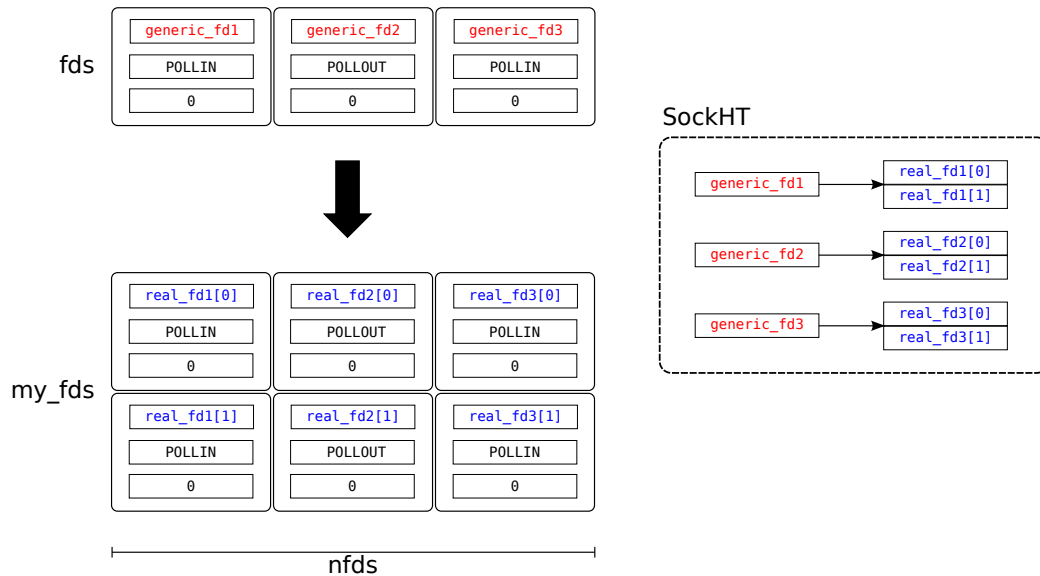 fds
generic_fd1 generic_fd2 generic_fd3
POLLIN POLLOUT POLLIN
0 0 0
my_fds
real_fd1[0] real_fd2[0] real_fd3[0]
POLLIN POLLOUT POLLIN
0 0 0
real_fd1[1] real_fd2[1] real_fd3[1]
POLLIN POLLOUT POLLIN
0 0 0
nfds
SockHT
generic_fd1
real_fd1[0]
real_fd1[1]
generic_fd2
real_fd2[0]
real_fd2[1]
generic_fd3
real_fd3[0]
real_fd3[1]